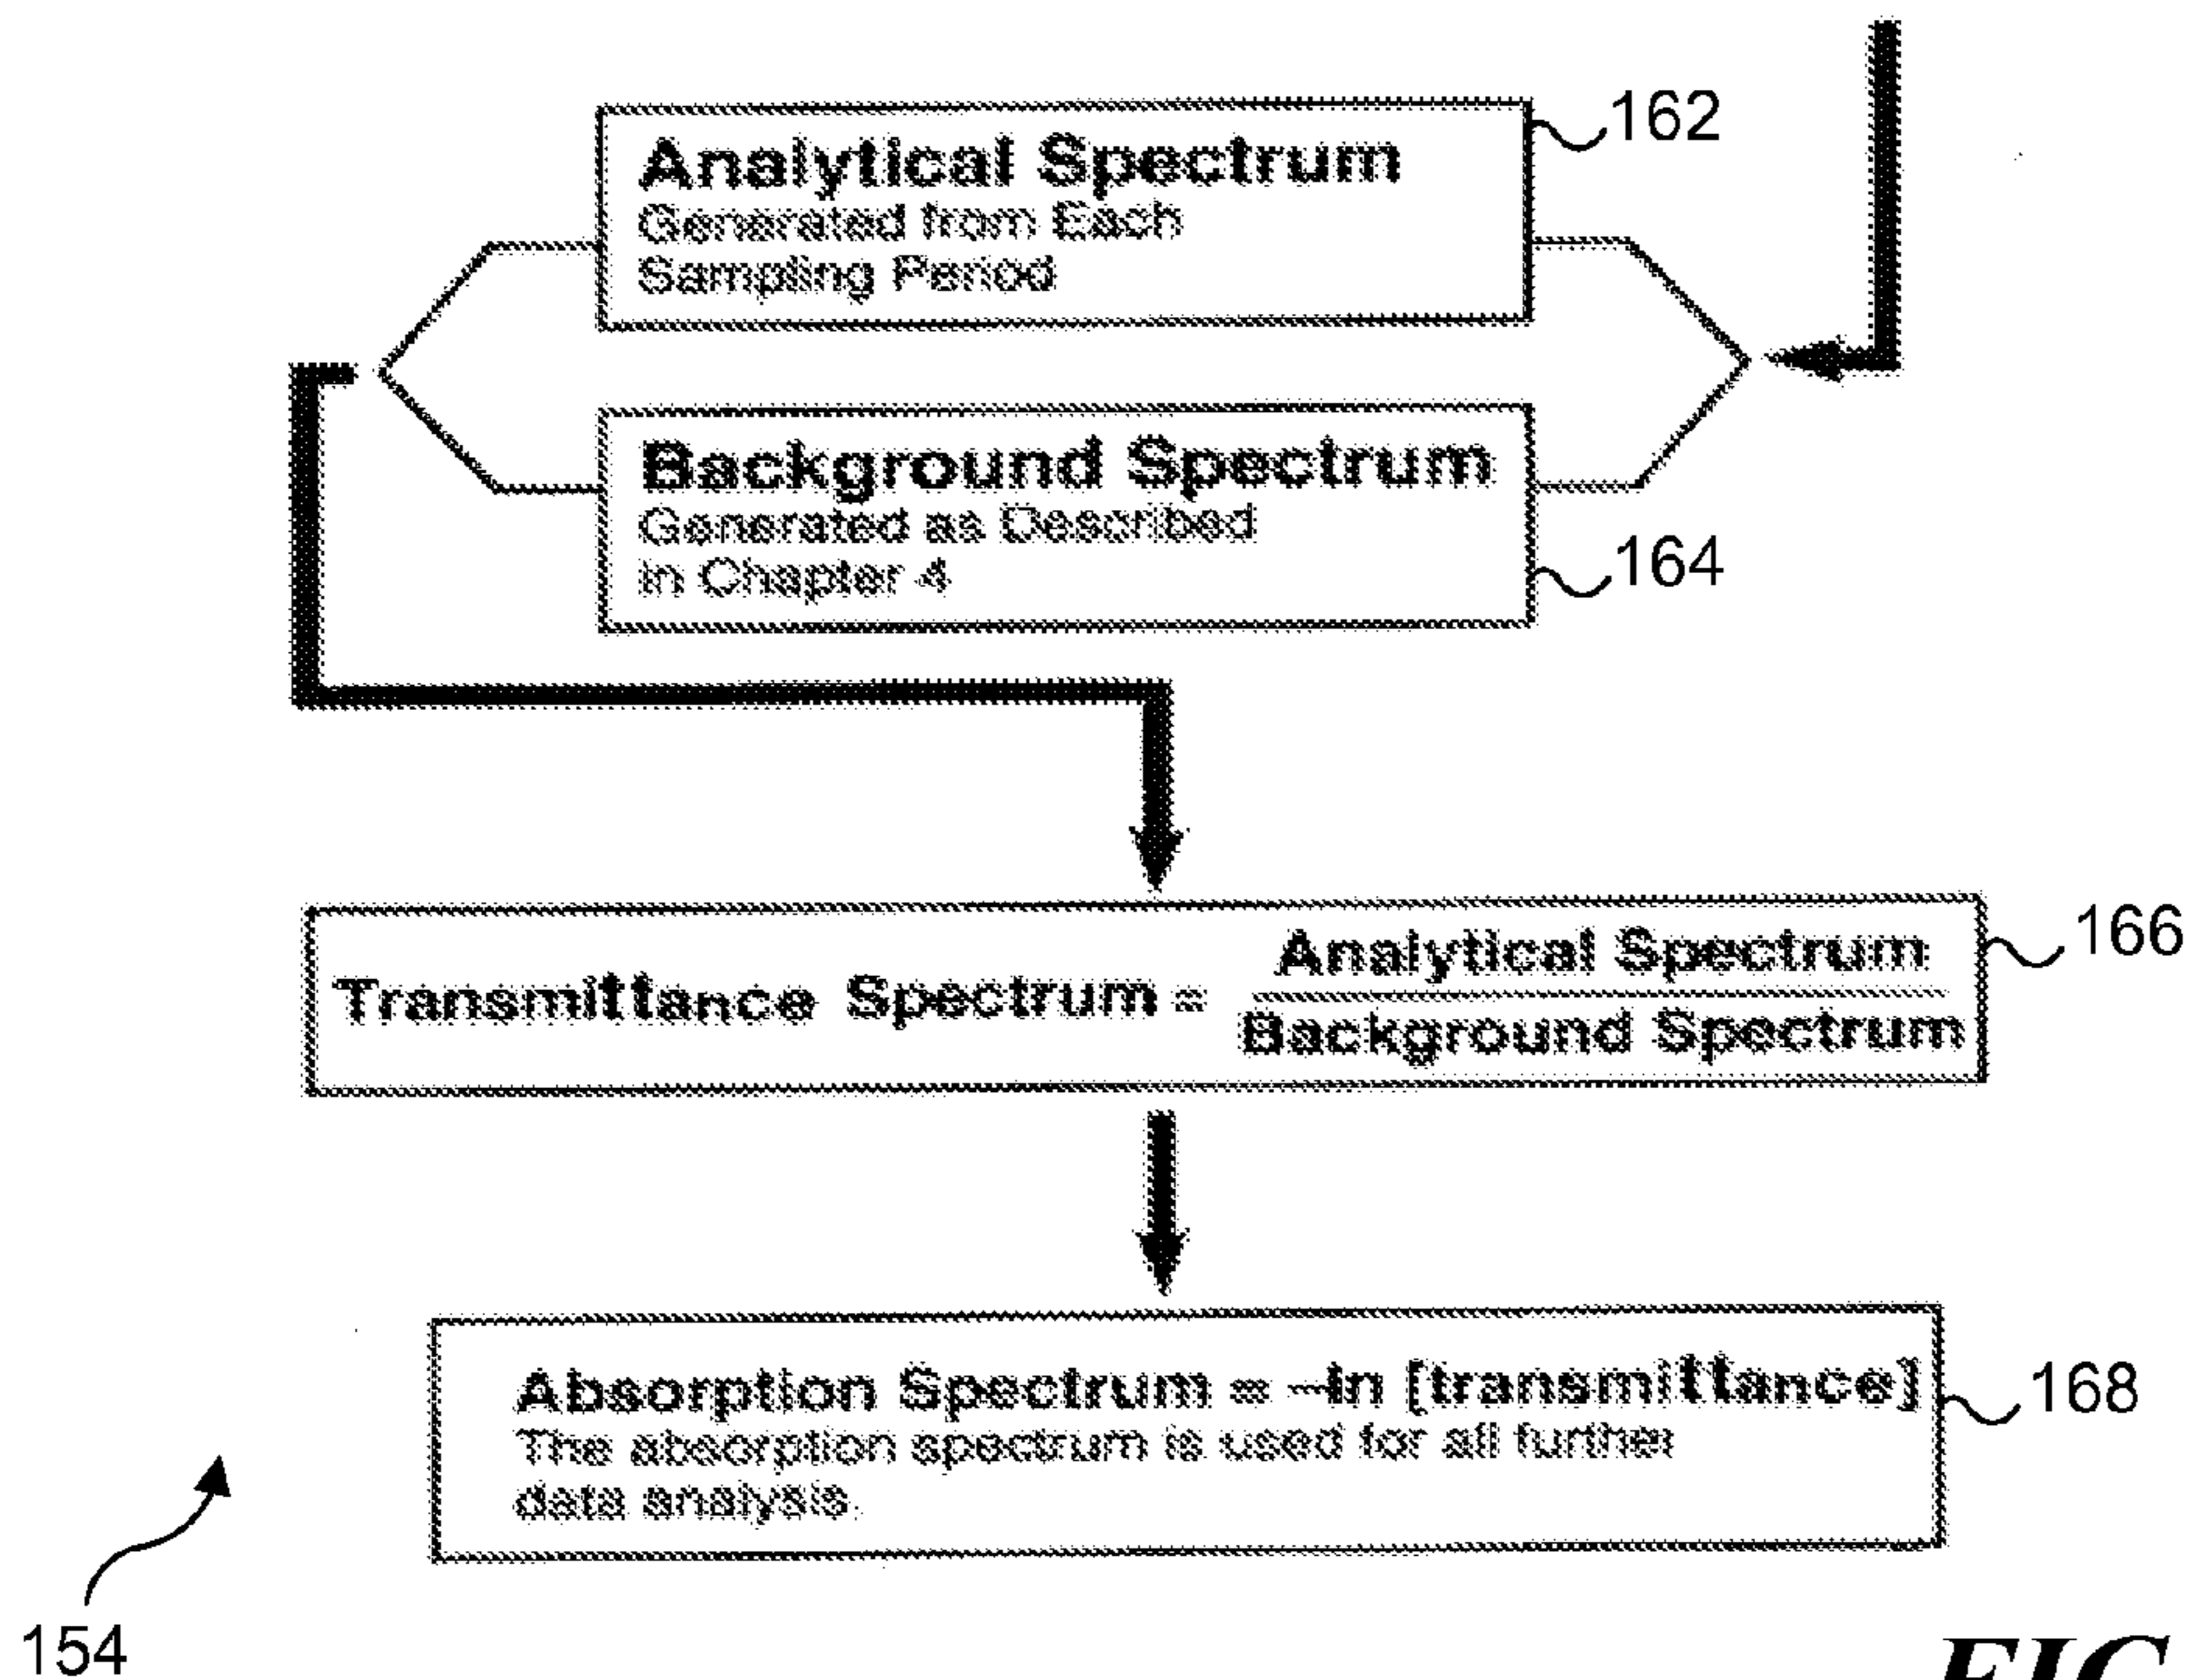 162
Analytical Spectrum
Generated from Each
Sampling Period
Background Spectrum
Generated as Described
in Chapter 4
164
166
Transmittance Spectrum = Analytical Spectrum
Background Spectrum
168
Absorption Spectrum = –ln [transmittance]
The absorption spectrum is used for all further
data analysis.
154
FIG